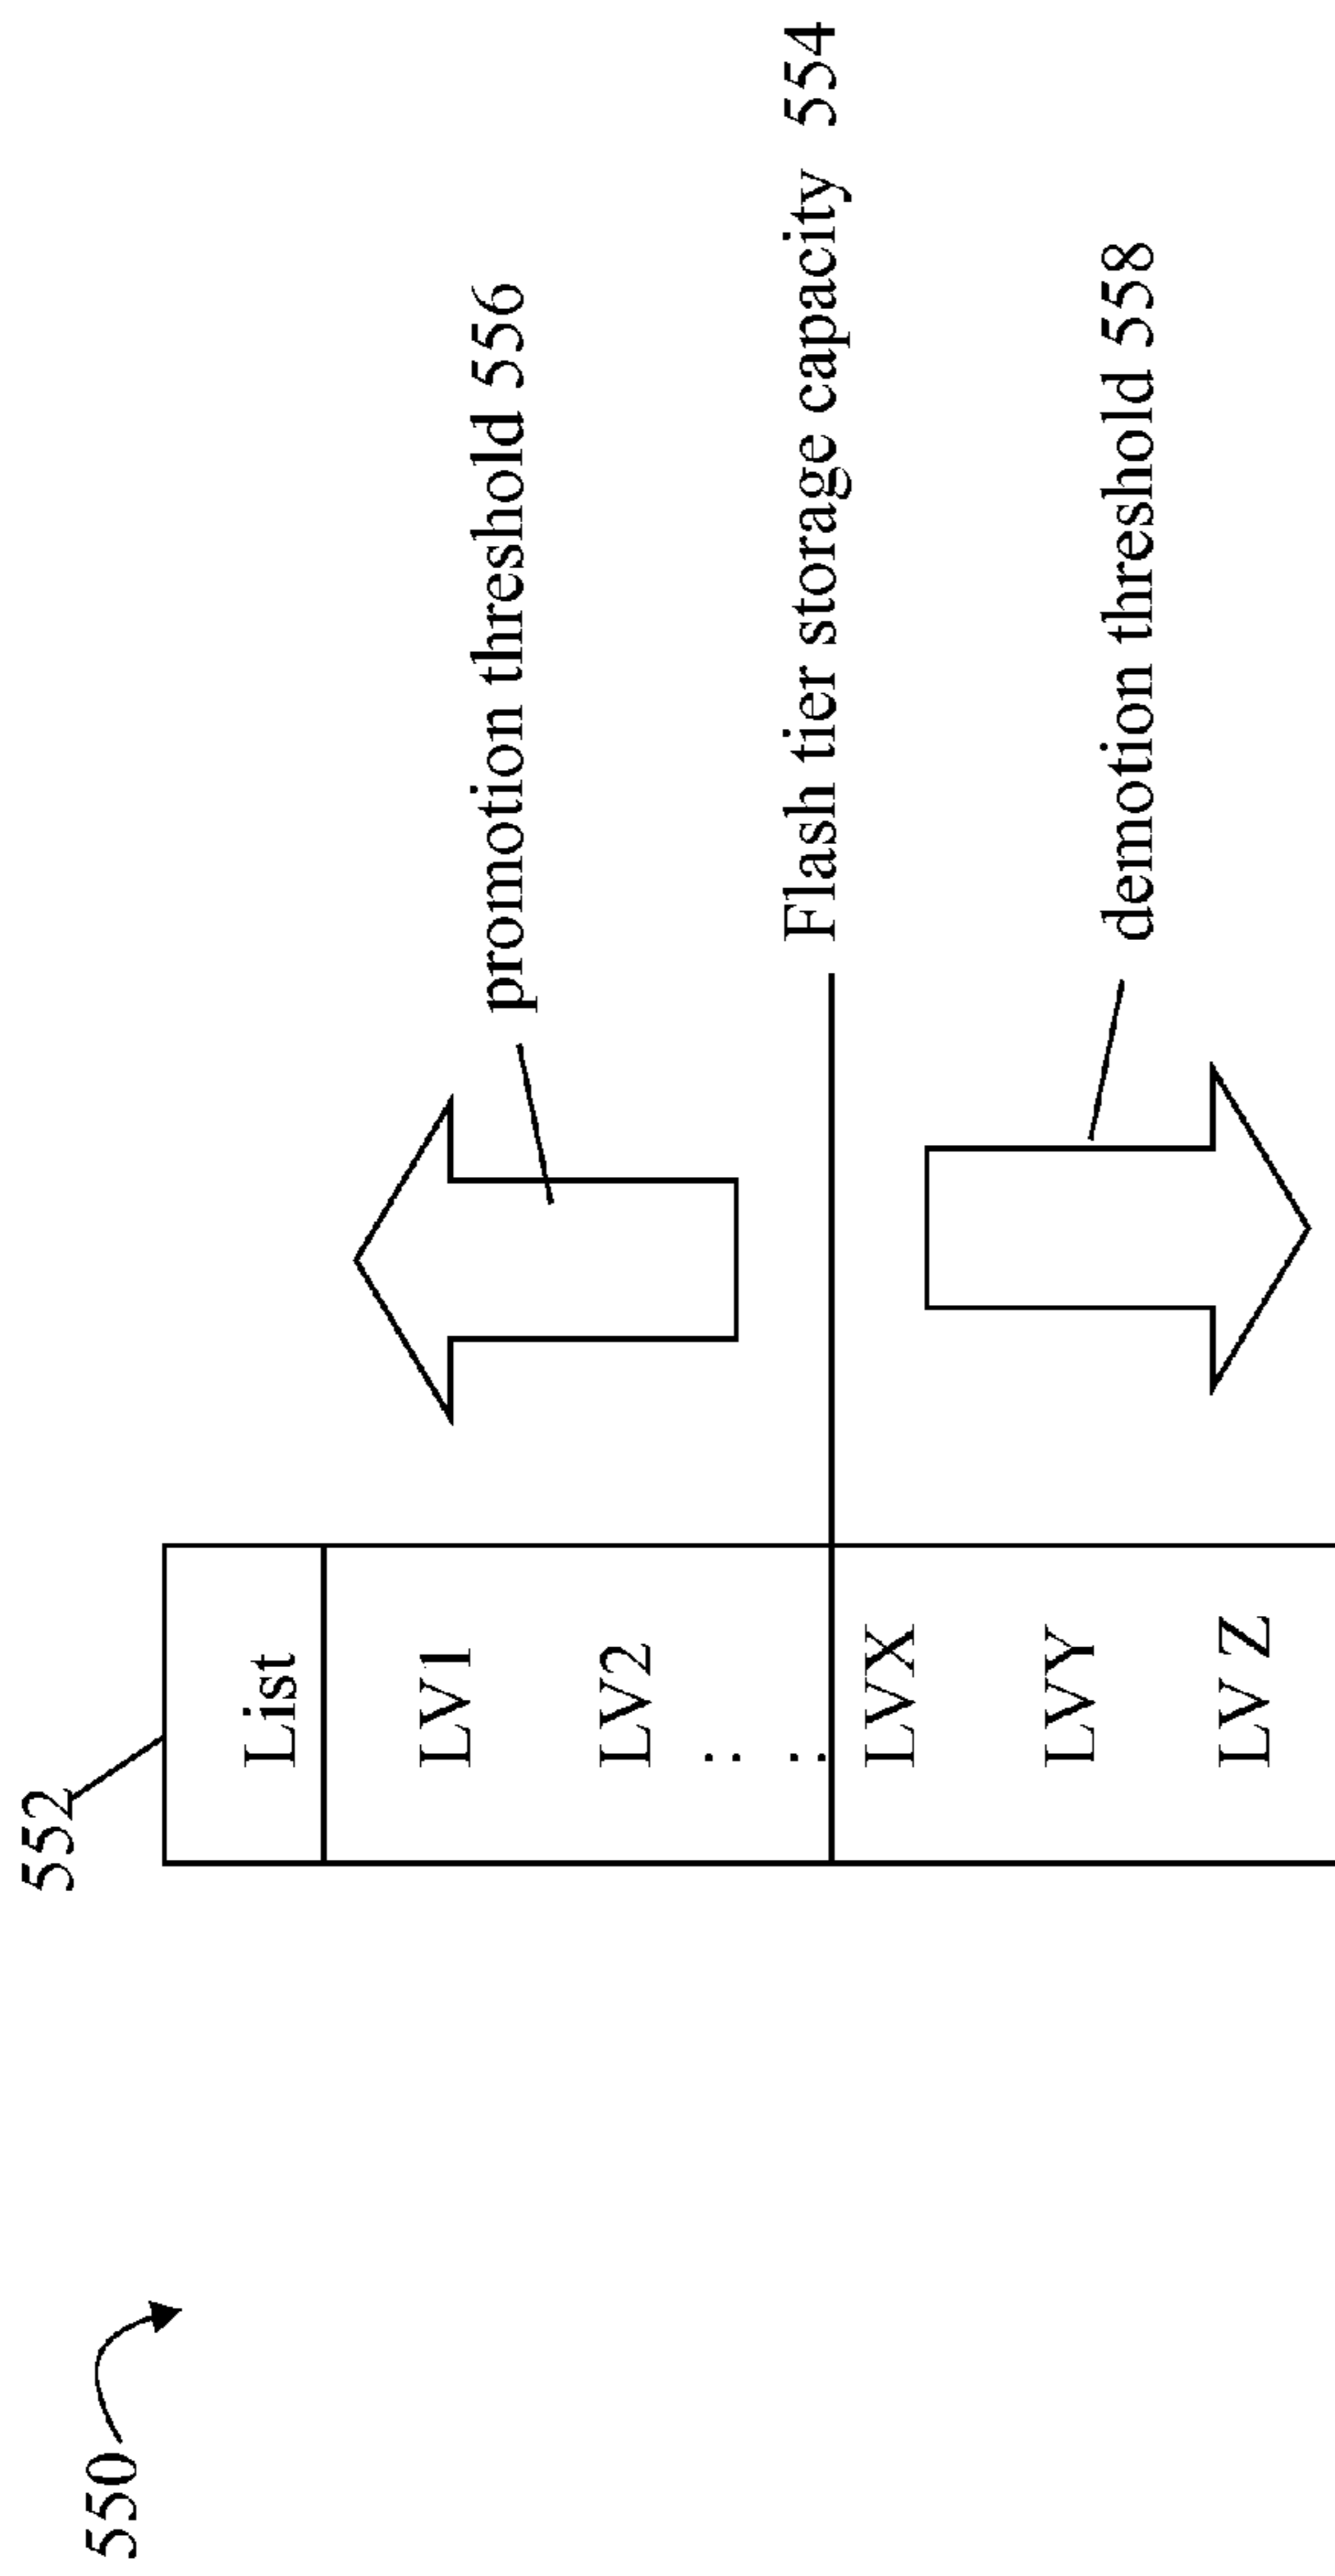 552
550
List
LV1
promotion threshold 556
LV2
:
:
Flash tier storage capacity 554
LVX
LVY
demotion threshold 558
LV Z